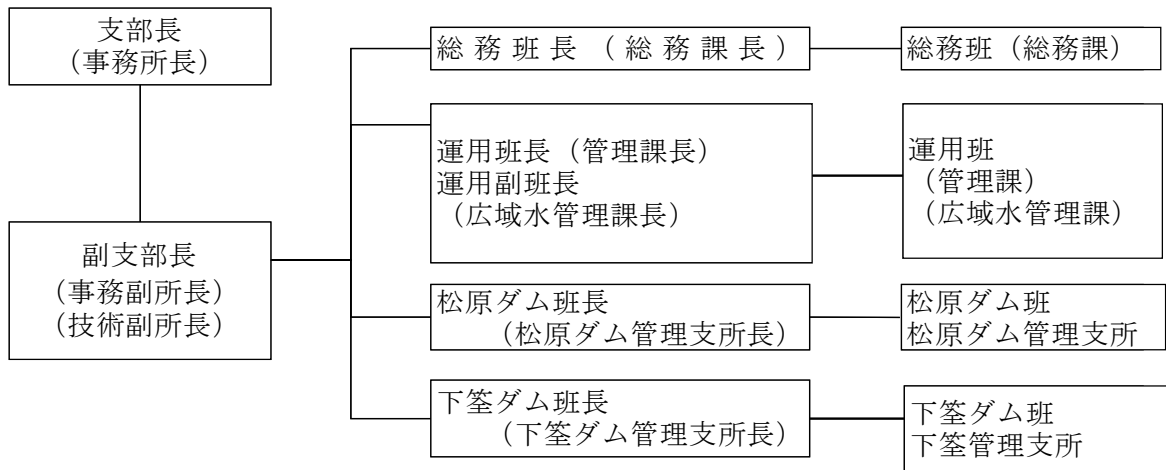 支部長
（事務所長）
副支部長
（事務副所長）
（技術副所長）
総務班長（総務課長）
総務班（総務課）
運用班長（管理課長）
運用副班長
（広域水管理課長）
運用班
（管理課）
（広域水管理課）
松原ダム班長
（松原ダム管理支所長）
松原ダム班
松原ダム管理支所
下筌ダム班長
（下筌ダム管理支所長）
下筌ダム班
下筌管理支所